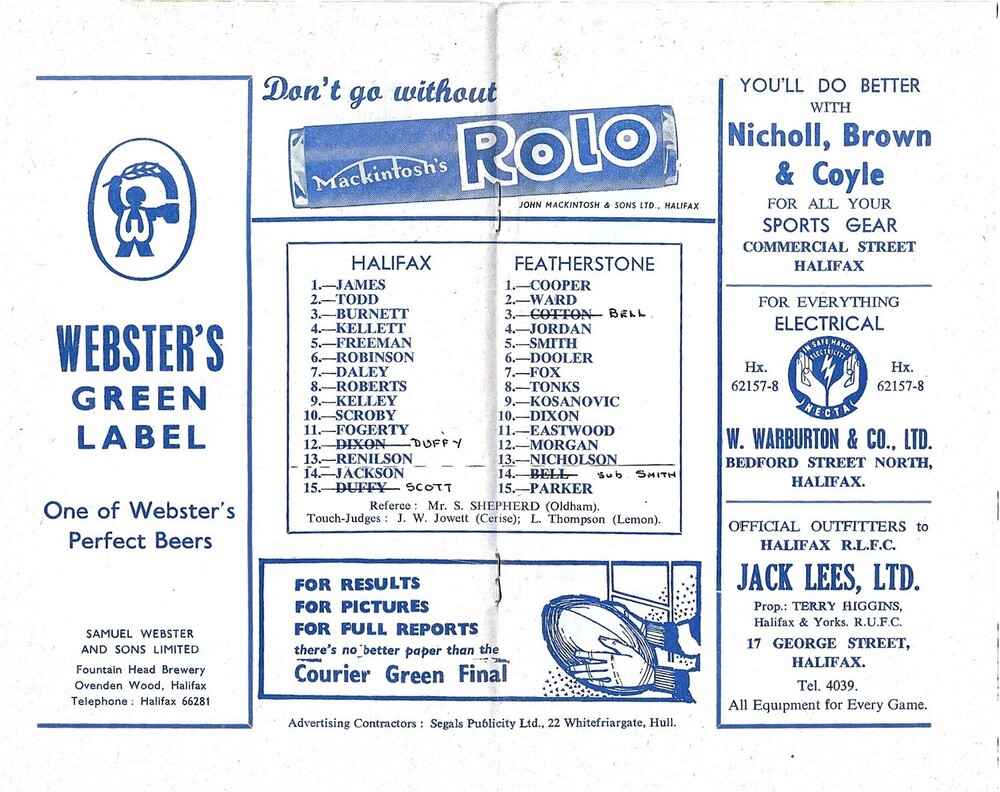 WEBSTER'S
GREEN
LABEL
One of Webster's
Perfect Beers
SAMUEL WEBSTER
AND SONS LIMITED
Fountain Head Brewery
Ovenden Wood, Halifax
Telephone : Halifax 66281
Don't go without
Mackintosh's ROLO
JOHN MACKINTOSH & SONS LTD., HALIFAX
HALIFAX
1.—JAMES
2.—TODD
3.—BURNETT
4.—KELLETT
5.—FREEMAN
6.—ROBINSON
7.—DALEY
8.—ROBERTS
9.—KELLEY
10.—SCROBY
11.—FOGERTY
12.—DIXON DUFFY
13.—RENILSON
14.—JACKSON
15.—DUFFY SCOTT
FEATHERSTONE
1.—COOPER
2.—WARD
3.—COTTON BELL
4.—JORDAN
5.—SMITH
6.—DOOLER
7.—FOX
8.—TONKS
9.—KOSANOVIC
10.—DIXON
11.—EASTWOOD
12.—MORGAN
13.—NICHOLSON
14.—BELL SUB SMITH
15.—PARKER
Referee : Mr. S. SHEPHERD (Oldham).
Touch-Judges : J. W. Jowett (Cerise); L. Thompson (Lemon).
FOR RESULTS
FOR PICTURES
FOR FULL REPORTS
there's no better paper than the
Courier Green Final
Advertising Contractors : Segals Publicity Ltd., 22 Whitefriargate, Hull.
YOU'LL DO BETTER
WITH
Nicholl, Brown
& Coyle
FOR ALL YOUR
SPORTS GEAR
COMMERCIAL STREET
HALIFAX
FOR EVERYTHING
ELECTRICAL
Hx.
62157-8
IN SAFE HANDS
ELECTRICITY
NECTA
Hx.
62157-8
W. WARBURTON & CO., LTD.
BEDFORD STREET NORTH,
HALIFAX.
OFFICIAL OUTFITTERS to
HALIFAX R.L.F.C.
JACK LEES, LTD.
Prop.: TERRY HIGGINS,
Halifax & Yorks. R.U.F.C.
17 GEORGE STREET,
HALIFAX.
Tel. 4039.
All Equipment for Every Game.